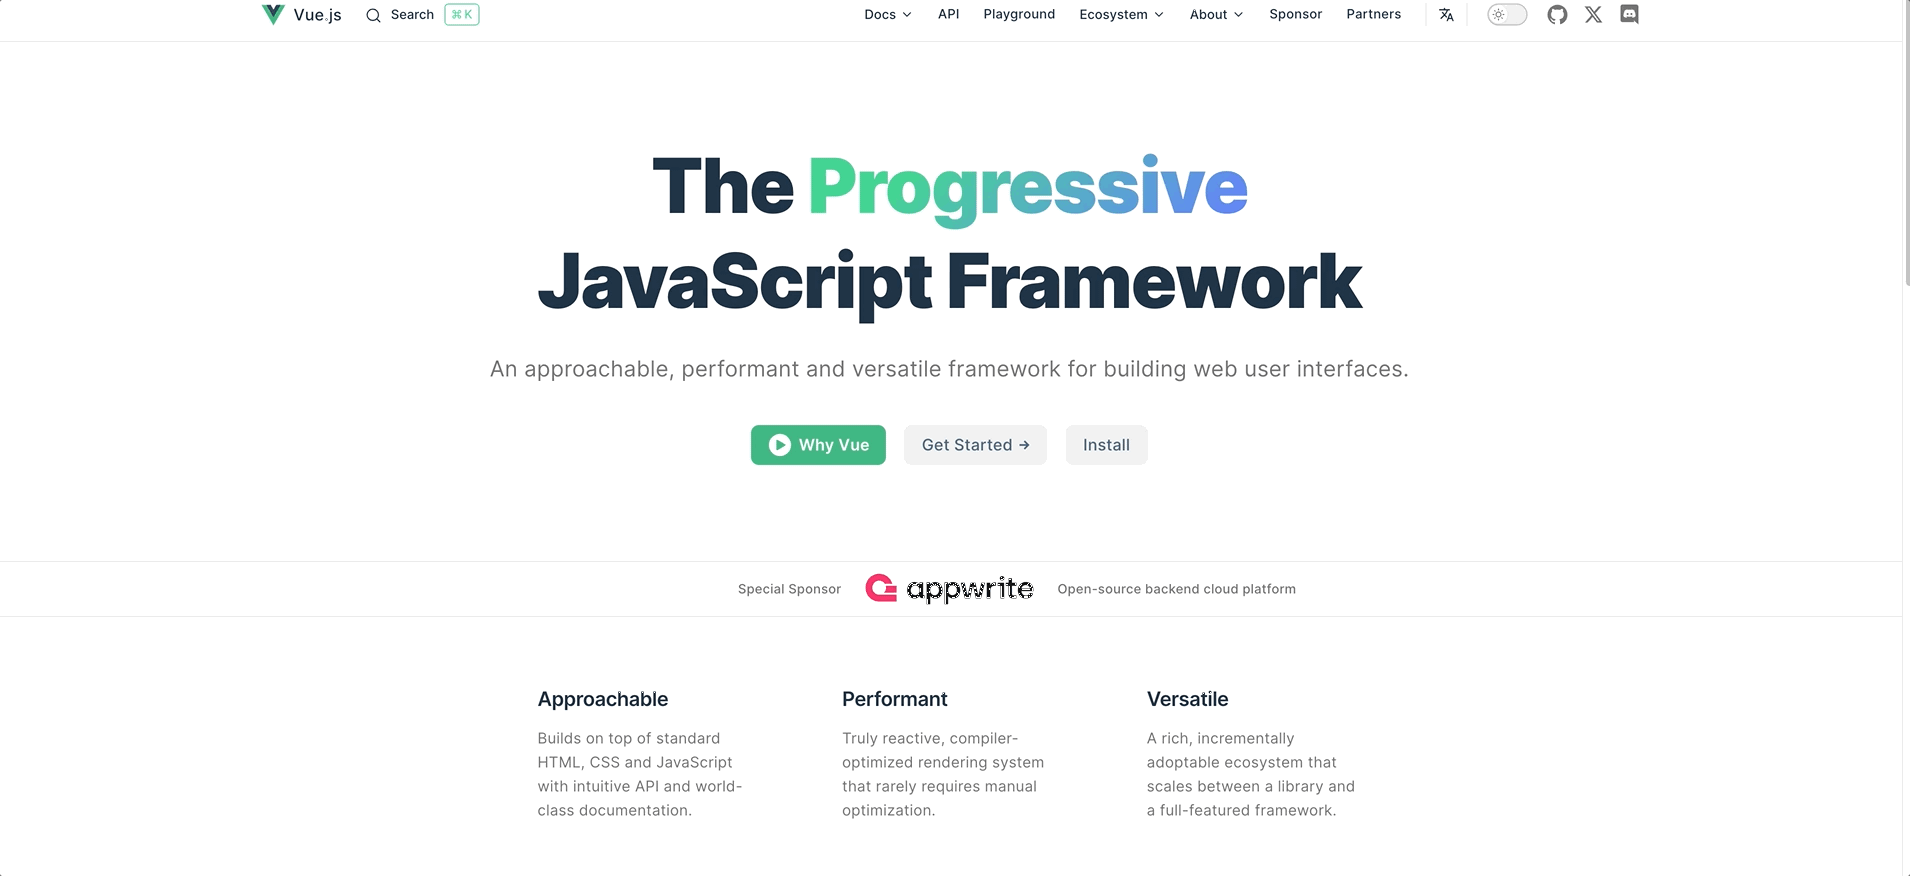 Vue.js Search ⌘ K Docs API Playground Ecosystem About Sponsor Partners
The Progressive
JavaScript Framework
An approachable, performant and versatile framework for building web user interfaces.
Why Vue Get Started → Install
Special Sponsor appwrite Open-source backend cloud platform
Approachable
Builds on top of standard
HTML, CSS and JavaScript
with intuitive API and world-
class documentation.
Performant
Truly reactive, compiler-
optimized rendering system
that rarely requires manual
optimization.
Versatile
A rich, incrementally
adoptable ecosystem that
scales between a library and
a full-featured framework.